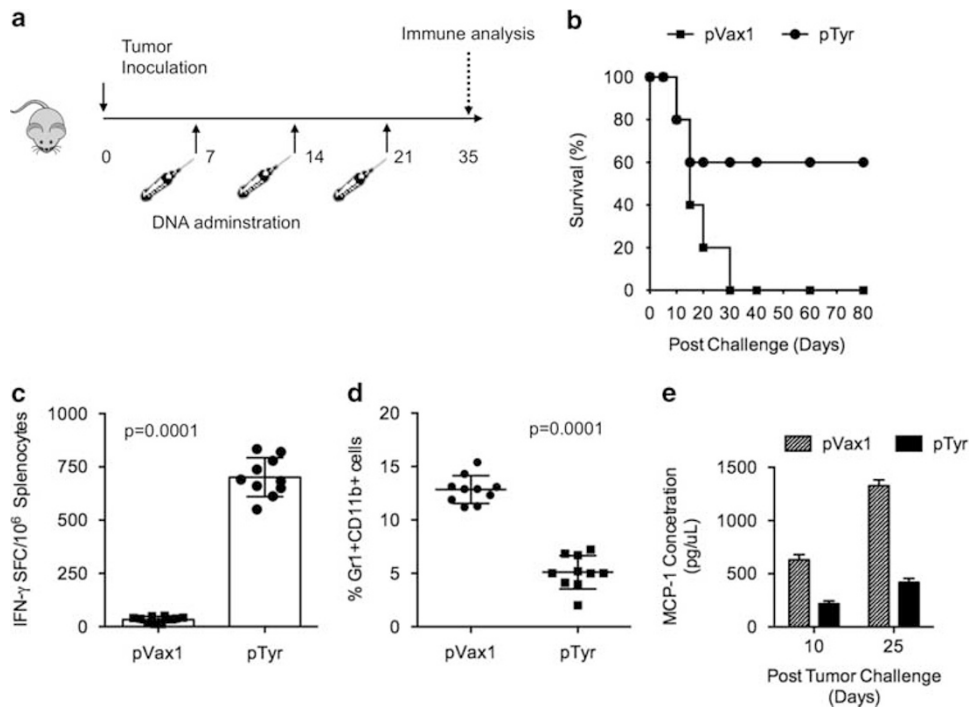 a
Tumor
Inoculation
Immune analysis
0
7
14
21
35
DNA adminstration
b
pVax1
pTyr
Survival (%)
100
80
60
40
20
0
0 10 20 30 40 50 60 70 80
Post Challenge (Days)
c
IFN-γ SFC/10⁶ Splenocytes
1000
750
500
250
0
p=0.0001
pVax1 pTyr
d
% Gr1+CD11b+ cells
20
15
10
5
0
p=0.0001
pVax1 pTyr
e
pVax1
pTyr
MCP-1 Concetration
(pg/uL)
1500
1000
500
0
10 25
Post Tumor Challenge
(Days)